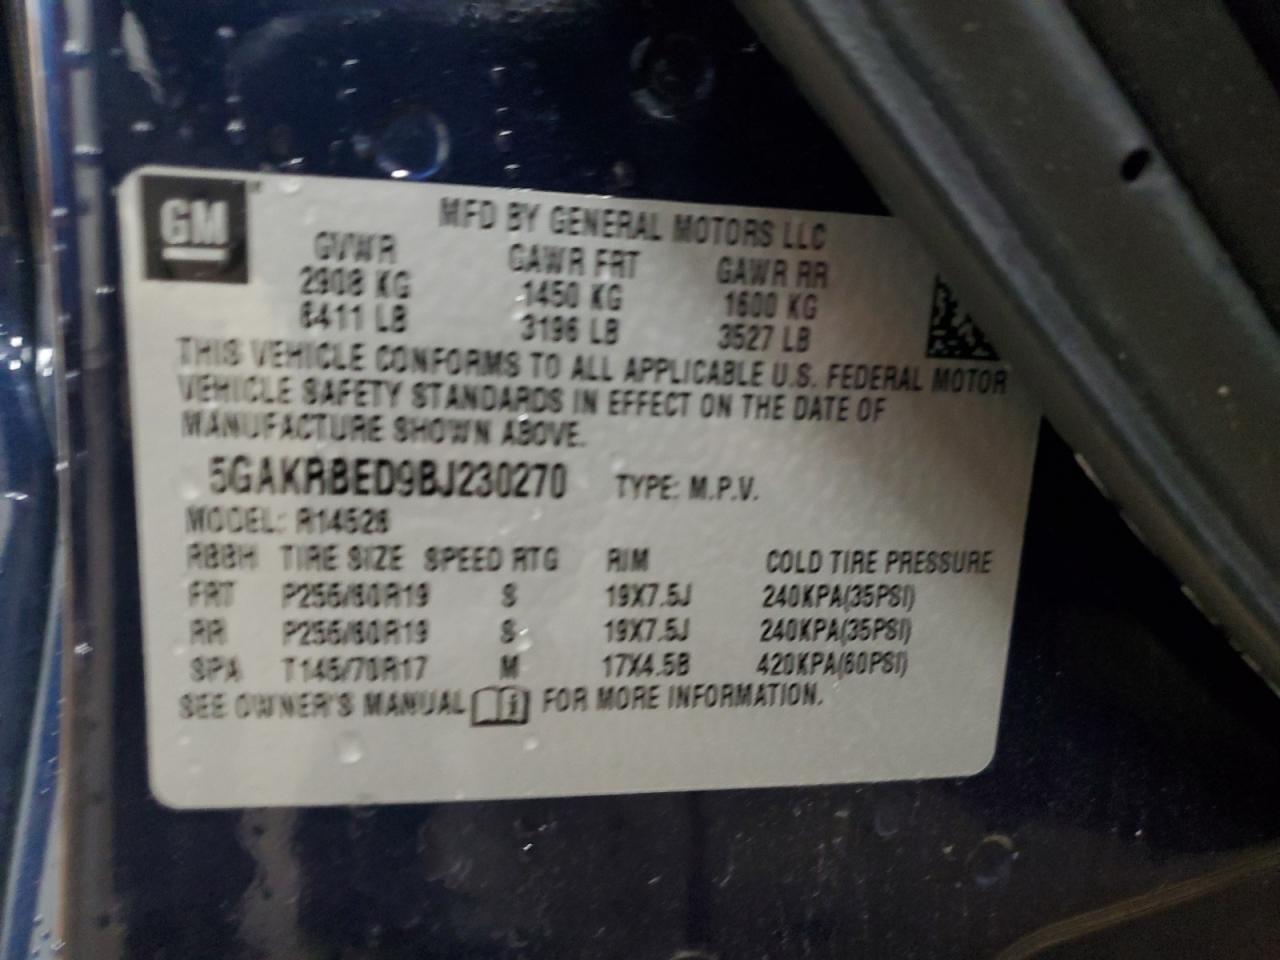 GM
MFD BY GENERAL MOTORS LLC
GVWR GAWR FRT GAWR RR
2908 KG 1450 KG 1600 KG
6411 LB 3196 LB 3527 LB
THIS VEHICLE CONFORMS TO ALL APPLICABLE U.S. FEDERAL MOTOR
VEHICLE SAFETY STANDARDS IN EFFECT ON THE DATE OF
MANUFACTURE SHOWN ABOVE.
5GAKRBED9BJ230270 TYPE: M.P.V.
MODEL: R14526
TIRE SIZE SPEED RTG RIM COLD TIRE PRESSURE
FRT P255/60R19 S 19X7.5J 240KPA(35PSI)
RR P255/60R19 S 19X7.5J 240KPA(35PSI)
SPA T145/70R17 M 17X4.5B 420KPA(60PSI)
SEE OWNER'S MANUAL i FOR MORE INFORMATION.